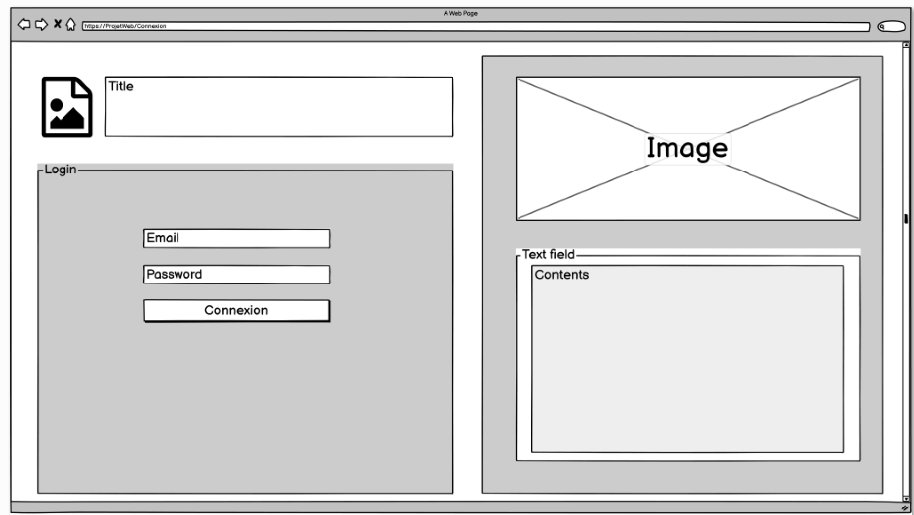 A Web Page
https://ProjetWeb/Connexion
Title
Login
Email
Password
Connexion
Image
Text field
Contents